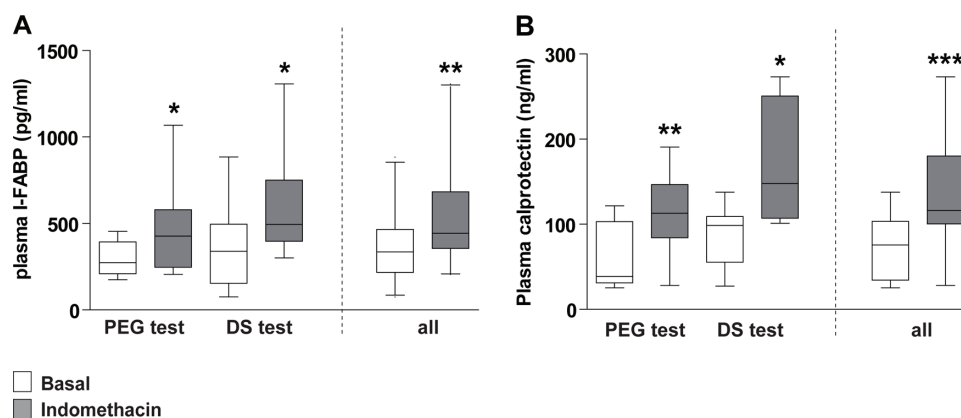 A
plasma I-FABP (pg/ml)
1500
1000
500
0
*
*
**
PEG test
DS test
all
B
Plasma calprotectin (ng/ml)
300
200
100
0
**
*
***
PEG test
DS test
all
Basal
Indomethacin